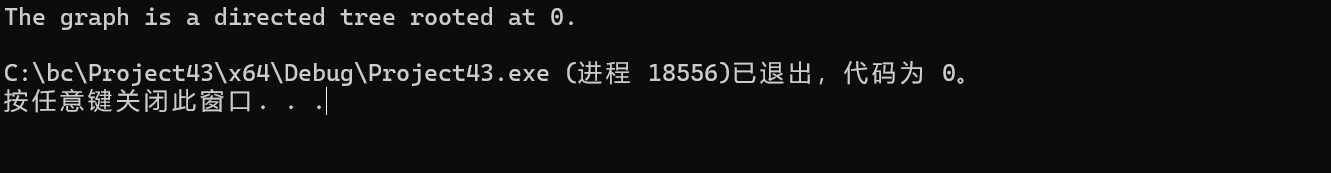 The graph is a directed tree rooted at 0.
C:\bc\Project43\x64\Debug\Project43.exe (进程 18556)已退出，代码为 0。
按任意键关闭此窗口. . .